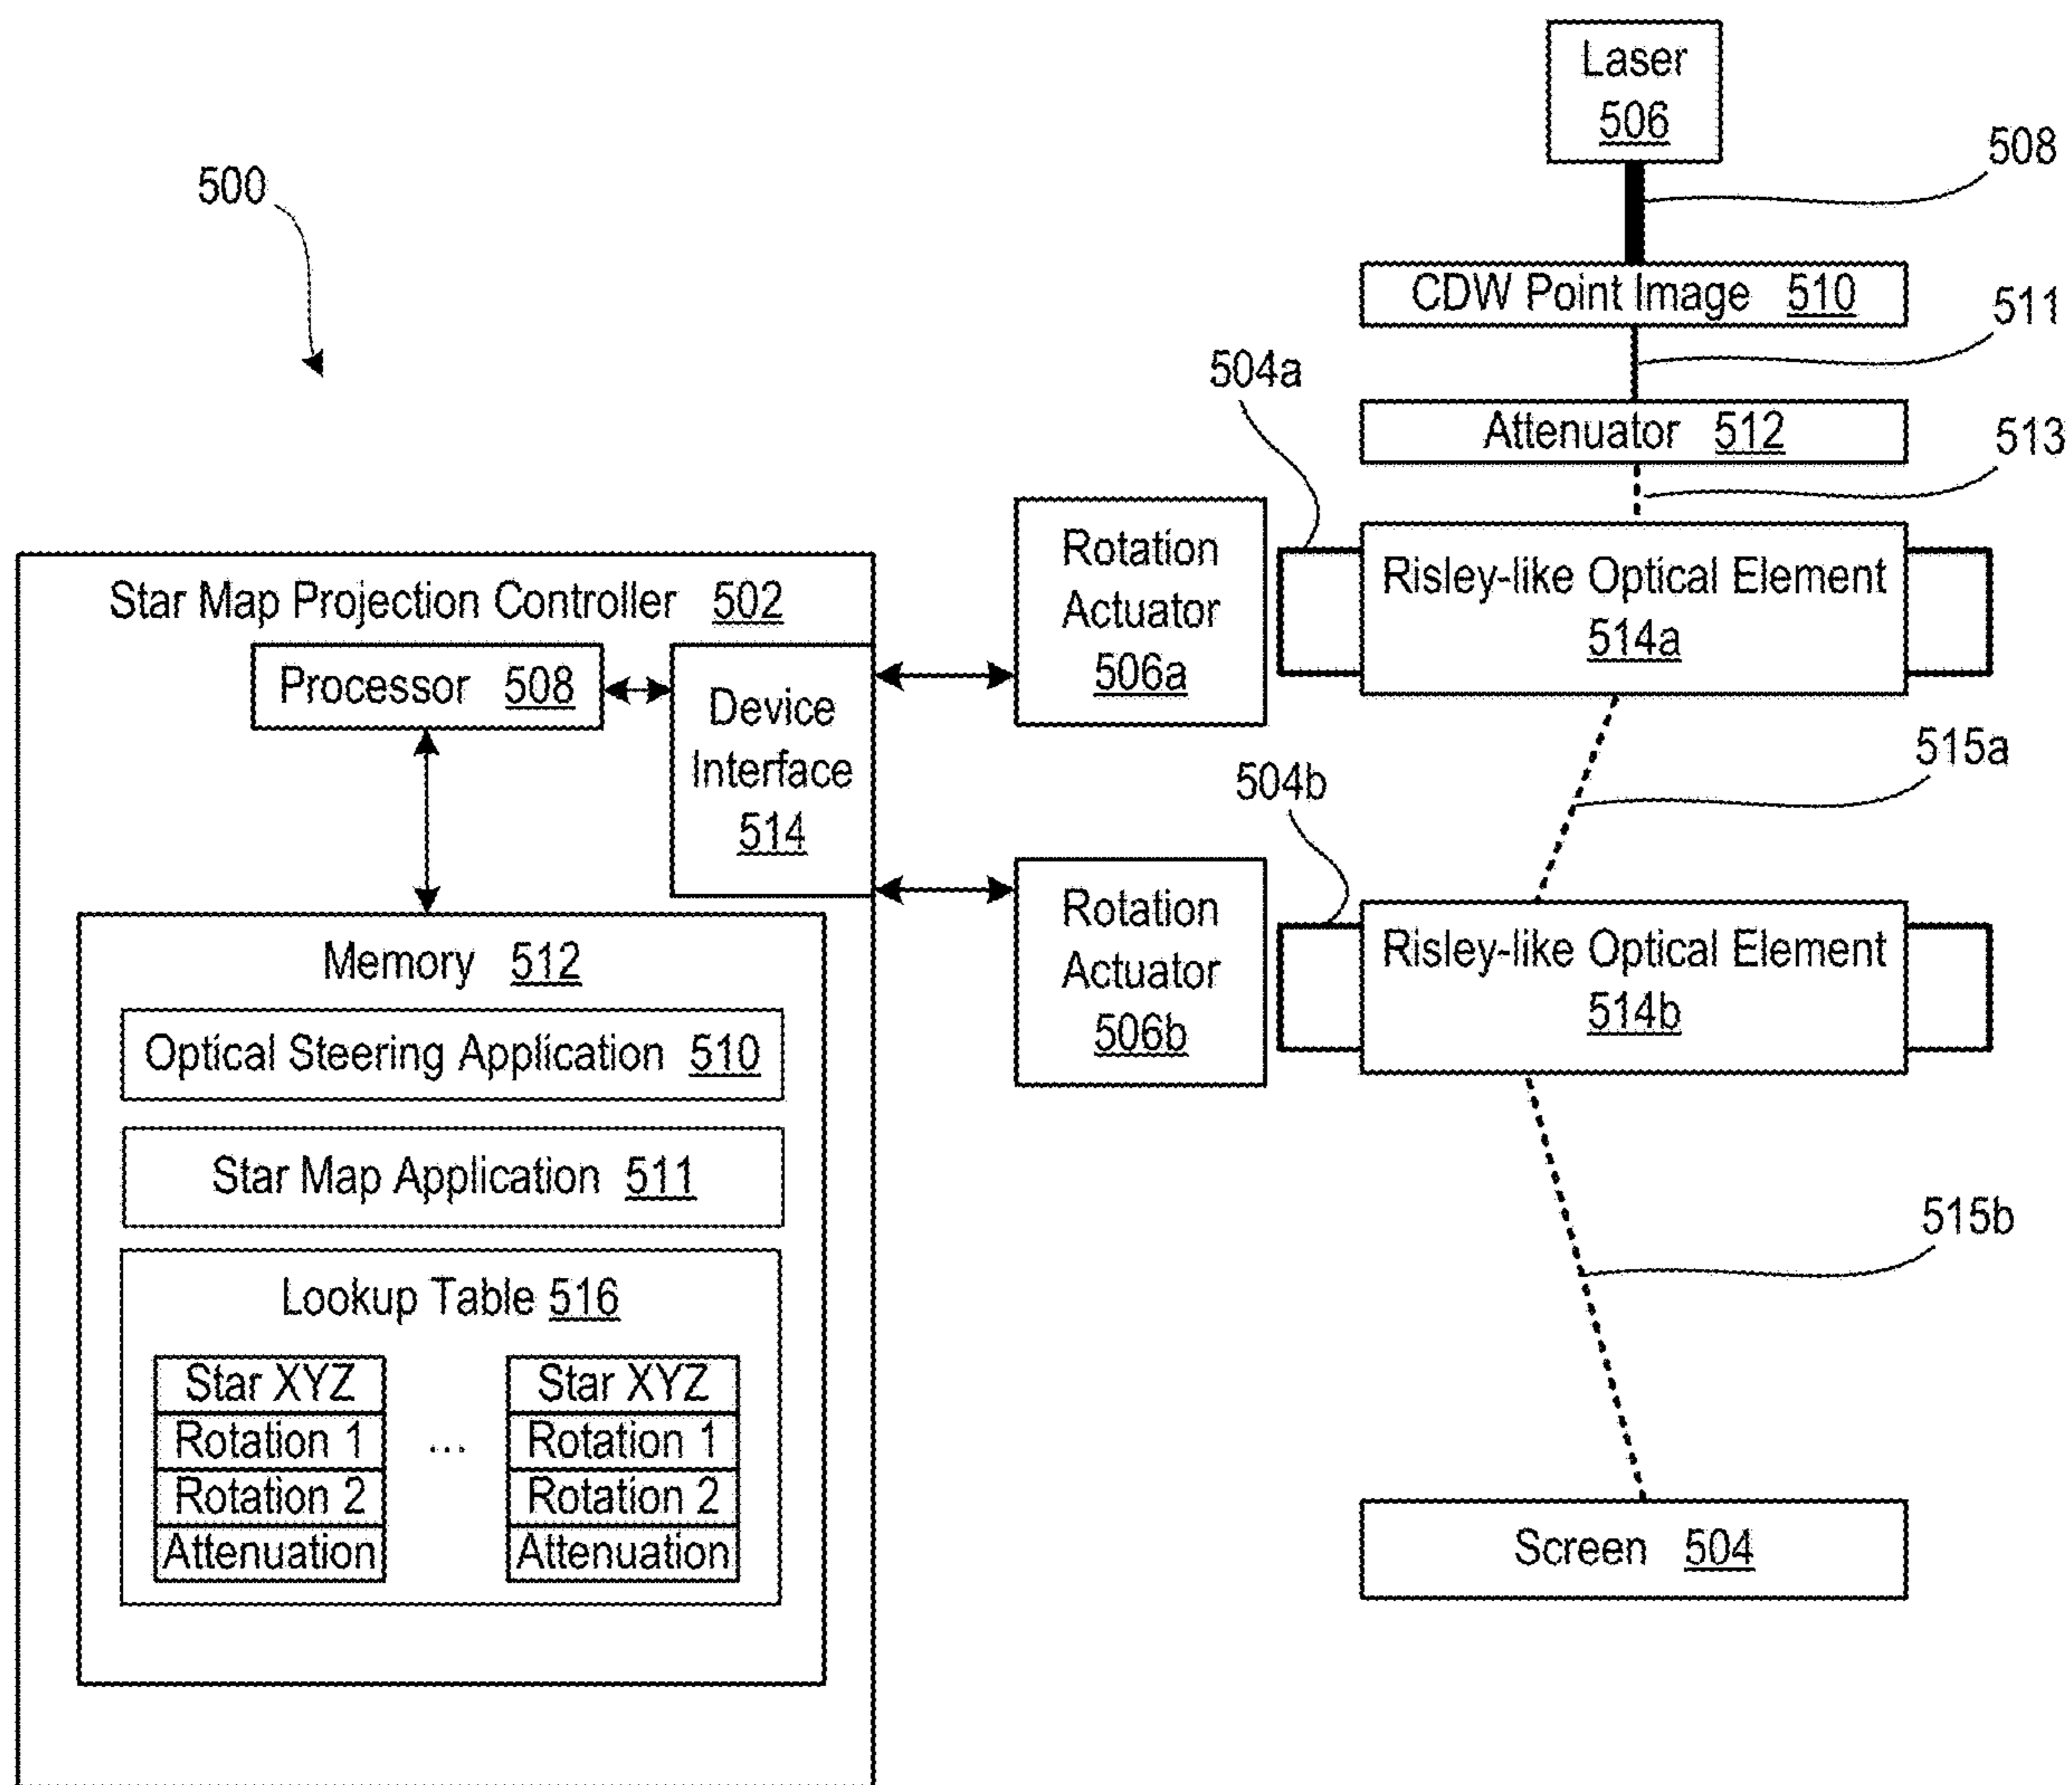 500
Laser
506
508
CDW Point Image 510
511
504a
Attenuator 512
513
Star Map Projection Controller 502
Processor 508
Device
Interface
514
Rotation
Actuator
506a
Risley-like Optical Element
514a
515a
504b
Rotation
Actuator
506b
Risley-like Optical Element
514b
515b
Memory 512
Optical Steering Application 510
Star Map Application 511
Lookup Table 516
Star XYZ
Rotation 1
Rotation 2
Attenuation
...
Star XYZ
Rotation 1
Rotation 2
Attenuation
Screen 504